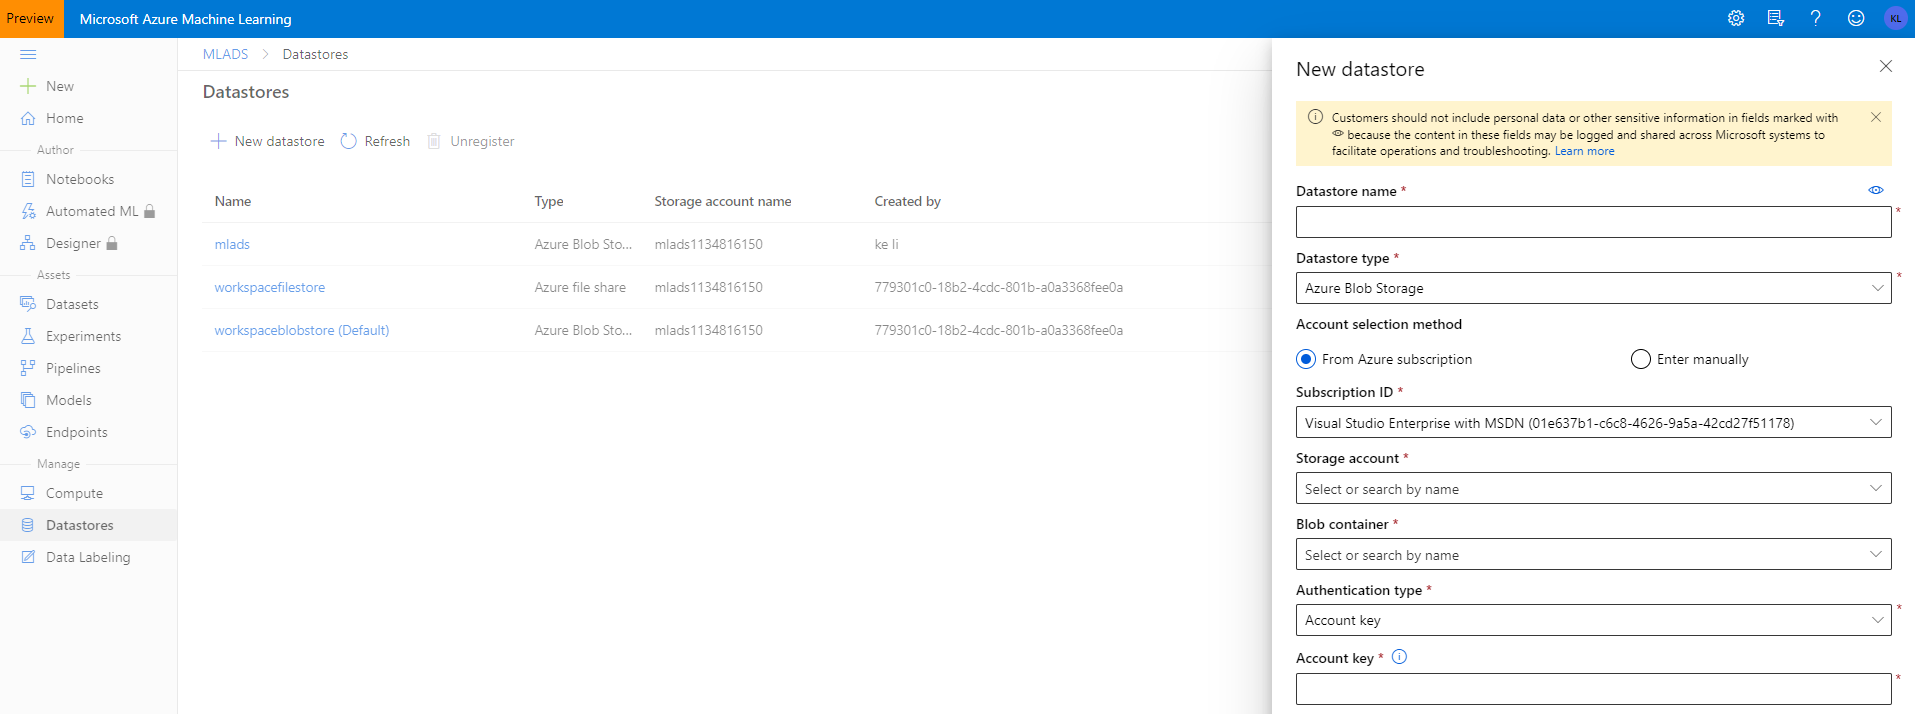 Preview
Microsoft Azure Machine Learning
KL
New
Home
Author
Notebooks
Automated ML
Designer
Assets
Datasets
Experiments
Pipelines
Models
Endpoints
Manage
Compute
Datastores
Data Labeling
MLADS > Datastores
Datastores
New datastore Refresh Unregister
Name Type Storage account name Created by
mlads Azure Blob Sto... mlads1134816150 ke li
workspacefilestore Azure file share mlads1134816150 779301c0-18b2-4cdc-801b-a0a3368fee0a
workspaceblobstore (Default) Azure Blob Sto... mlads1134816150 779301c0-18b2-4cdc-801b-a0a3368fee0a
New datastore
Customers should not include personal data or other sensitive information in fields marked with
because the content in these fields may be logged and shared across Microsoft systems to
facilitate operations and troubleshooting. Learn more
Datastore name *
*
Datastore type *
Azure Blob Storage
*
Account selection method
From Azure subscription Enter manually
Subscription ID *
Visual Studio Enterprise with MSDN (01e637b1-c6c8-4626-9a5a-42cd27f51178)
Storage account *
Select or search by name
Blob container *
Select or search by name
Authentication type *
Account key
*
Account key *
*